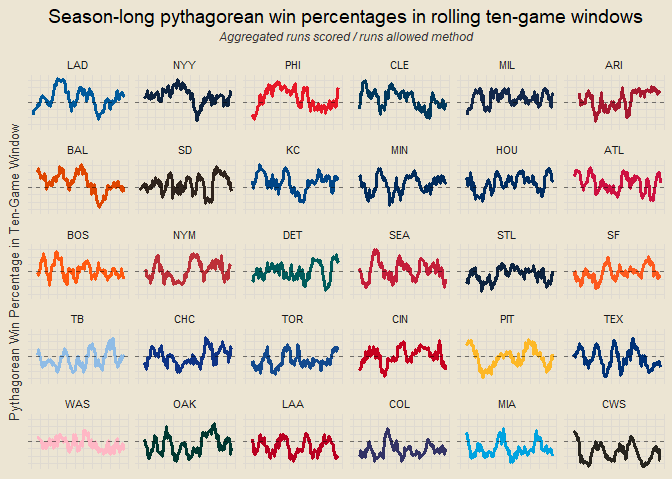 Season-long pythagorean win percentages in rolling ten-game windows
Aggregated runs scored / runs allowed method
Pythagorean Win Percentage in Ten-Game Window
LAD NYY PHI CLE MIL ARI
BAL SD KC MIN HOU ATL
BOS NYM DET SEA STL SF
TB CHC TOR CIN PIT TEX
WAS OAK LAA COL MIA CWS